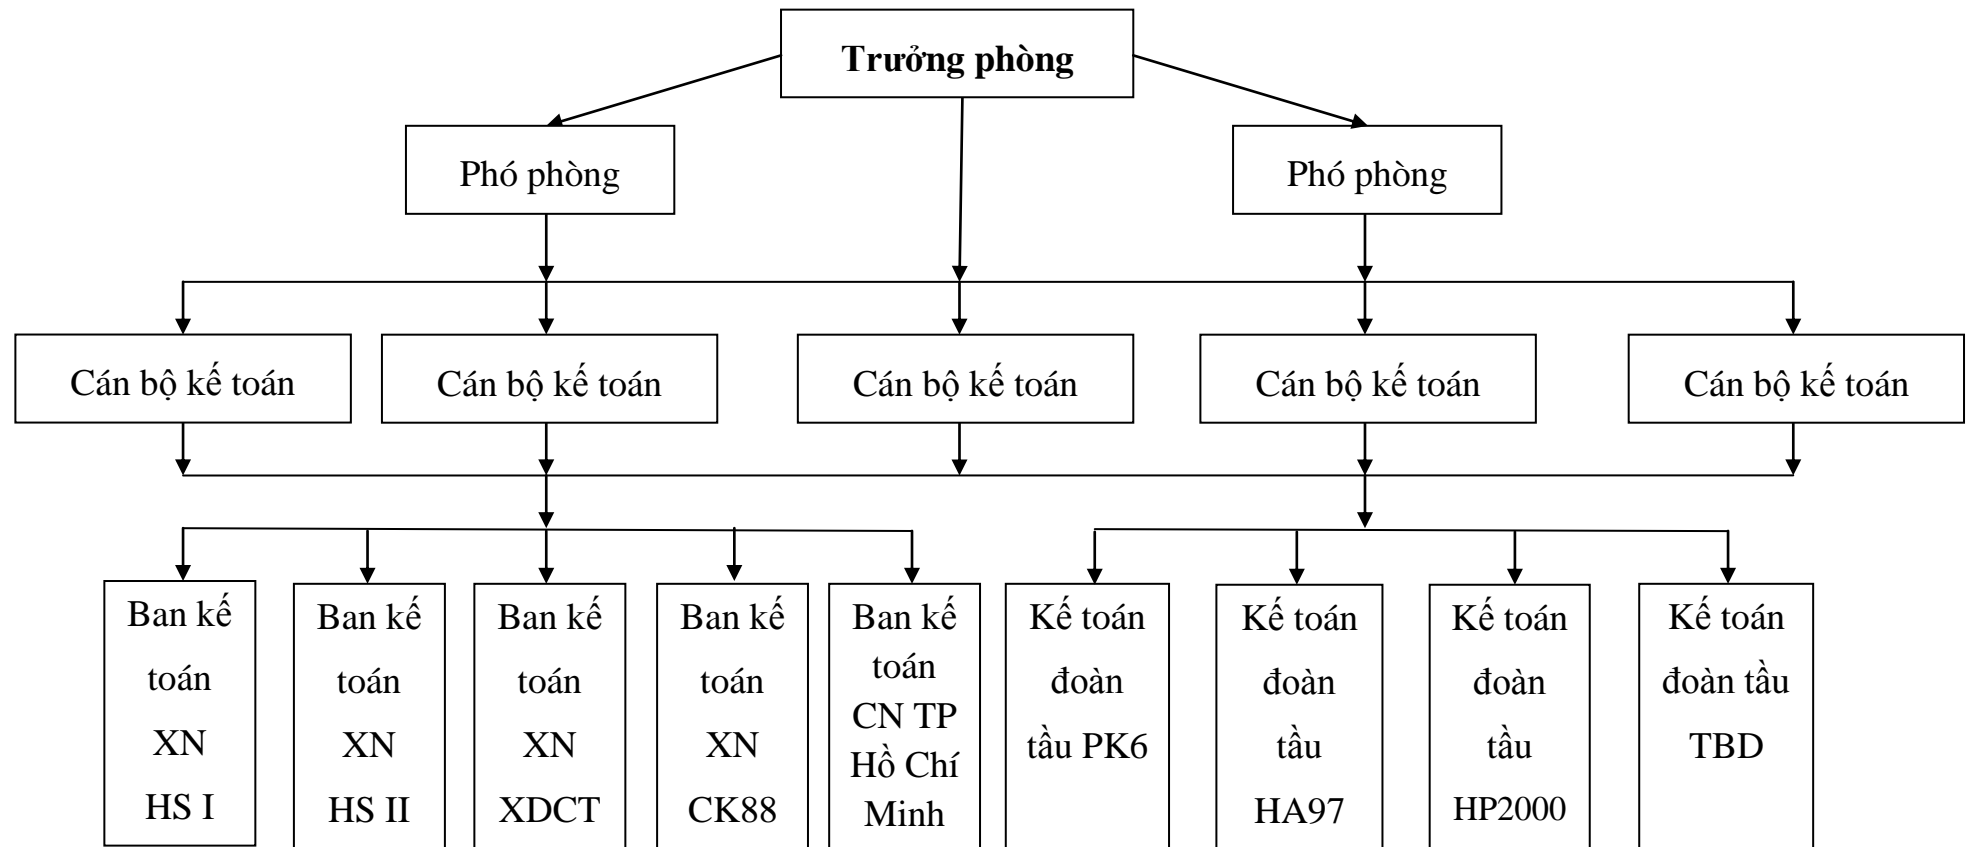 Trưởng phòng
Phó phòng
Phó phòng
Cán bộ kế toán
Cán bộ kế toán
Cán bộ kế toán
Cán bộ kế toán
Cán bộ kế toán
Ban kế
toán
XN
HS I
Ban kế
toán
XN
HS II
Ban kế
toán
XN
XDCT
Ban kế
toán
XN
CK88
Ban kế
toán
CN TP
Hồ Chí
Minh
Kế toán
đoàn
tầu PK6
Kế toán
đoàn
tầu
HA97
Kế toán
đoàn
tầu
HP2000
Kế toán
đoàn tầu
TBD